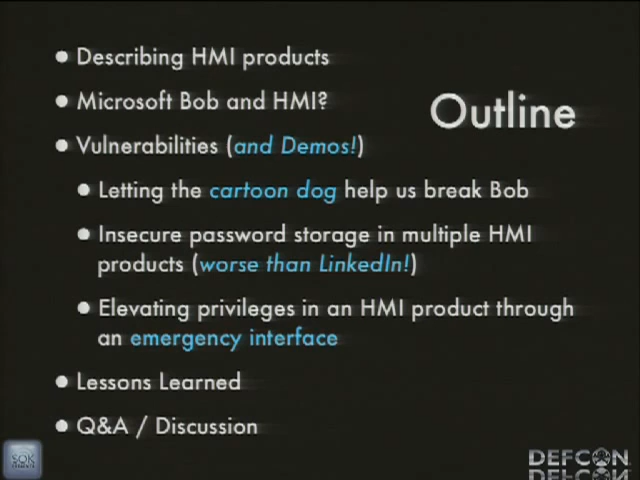 Outline
• Describing HMI products
• Microsoft Bob and HMI?
• Vulnerabilities (and Demos!)
• Letting the cartoon dog help us break Bob
• Insecure password storage in multiple HMI
products (worse than LinkedIn!)
• Elevating privileges in an HMI product through
an emergency interface
• Lessons Learned
• Q&A / Discussion
SOK
DEFCON